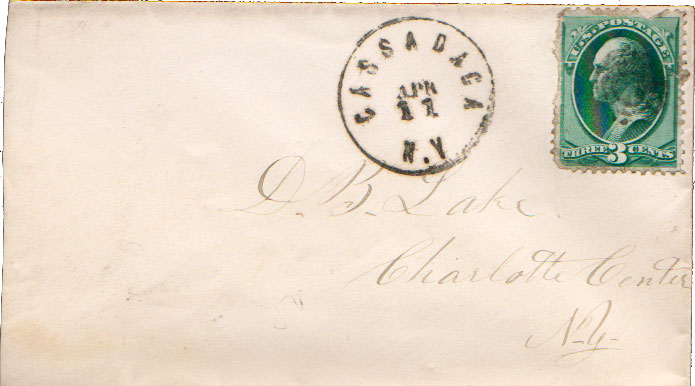 CASSADAGA
APR
11
N.Y
U.S. POSTAGE
THREE 3 CENTS
D. B. Lake
Charlotte Center
N.Y.